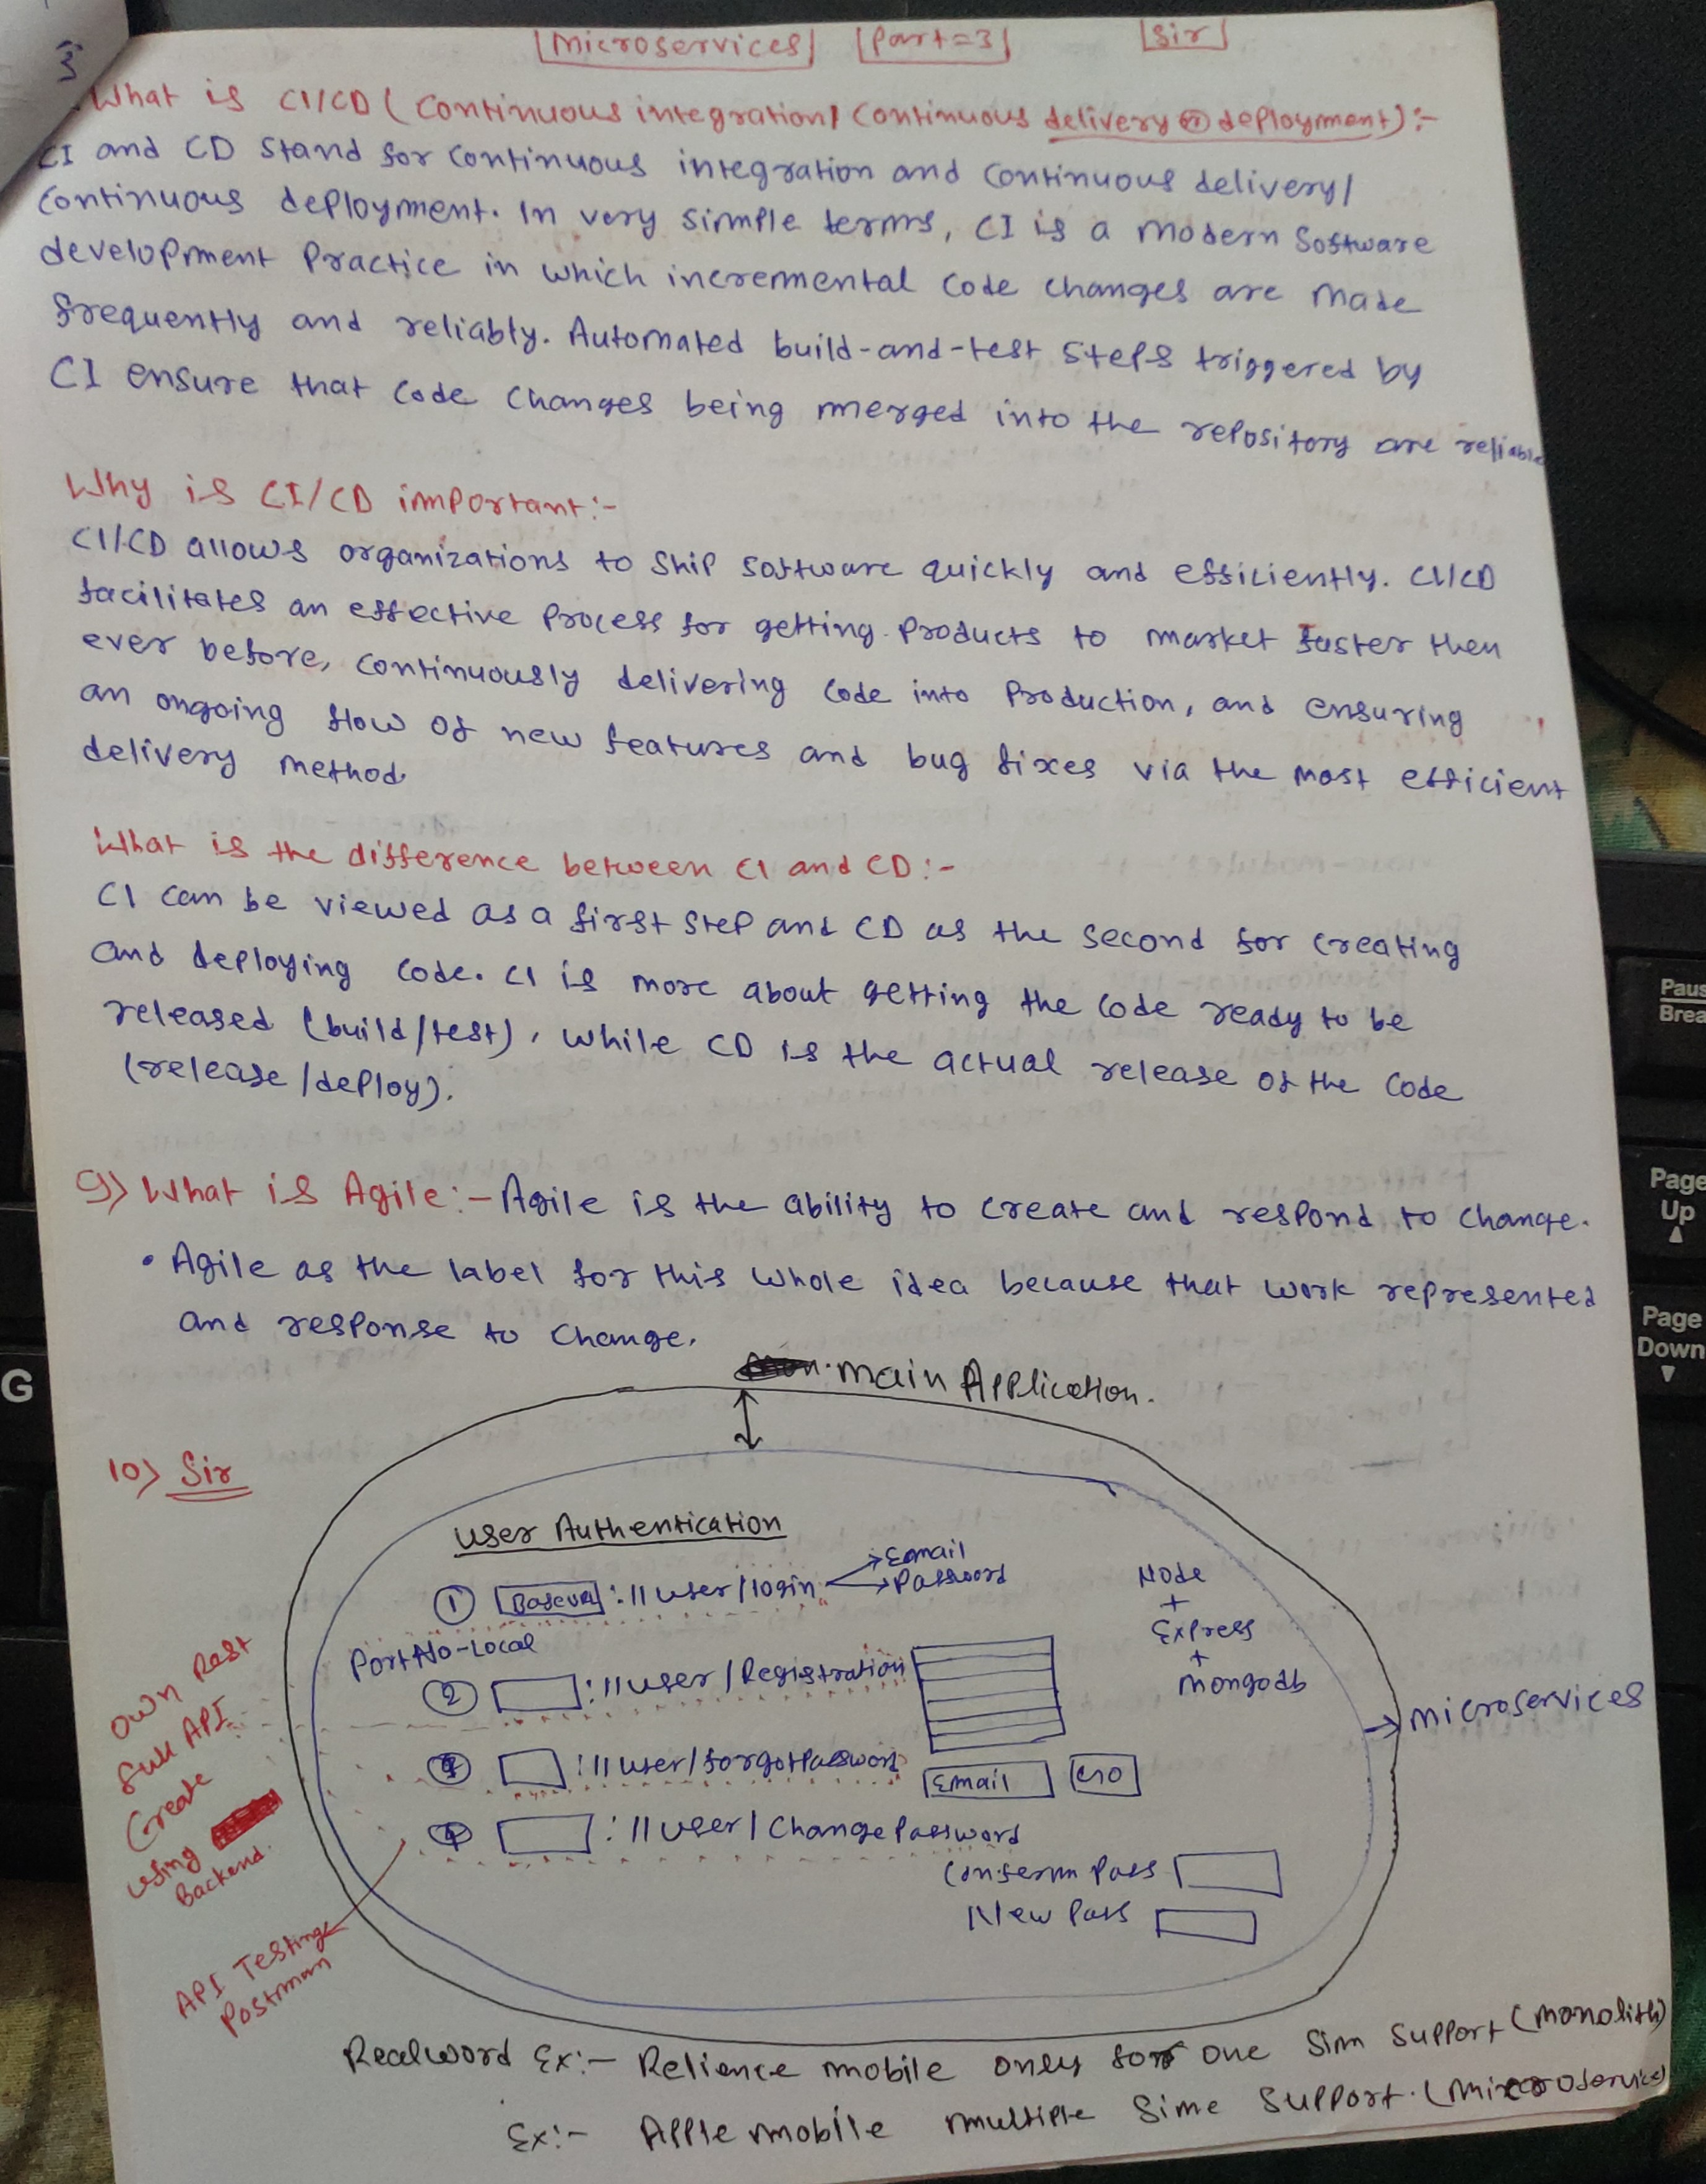 3
Microservices Part=3 Sir
What is CI/CD (Continuous integration/Continuous delivery or deployment):-
CI and CD Stand for Continuous integration and Continuous delivery/
Continuous deployment. In very simple terms, CI is a modern Software
development Practice in which incremental Code changes are made
frequently and reliably. Automated build-and-test Steps triggered by
CI ensure that Code Changes being merged into the repository are reliable
Why is CI/CD important:-
CI/CD allows organizations to Ship Software quickly and efficiently. CI/CD
facilitates an effective Process for getting Products to market faster then
ever before, Continuously delivering Code into Production, and ensuring
an ongoing flow of new features and bug fixes via the most efficient
delivery method.
What is the difference between CI and CD:-
CI can be viewed as a first Step and CD as the Second for Creating
and deploying Code. CI is more about getting the Code ready to be
released (build/test), while CD is the actual release of the Code
(release/deploy).
9) What is Agile:- Agile is the ability to Create and respond to change.
• Agile as the label for this whole idea because that work represented
and response to Change.
main Application.
10) Sir
User Authentication
① BaseURL ://user/login Email
Password
Port No-Local
② ://user/Registration
://user/forgotPassword
Email GO
④ ://user/ChangePassword
Conferm Pass
New Pass
Node
+
Express
+
Mongodb
Microservices
Own Rest
Full API
Create
Using
Backend.
API Testing
Postman
Realword Ex:- Relience mobile only for one Sim Support (Monolith)
Ex:- Apple mobile multiple Sime Support. (Microservice)
Pause
Break
Page
Up
Page
Down
G